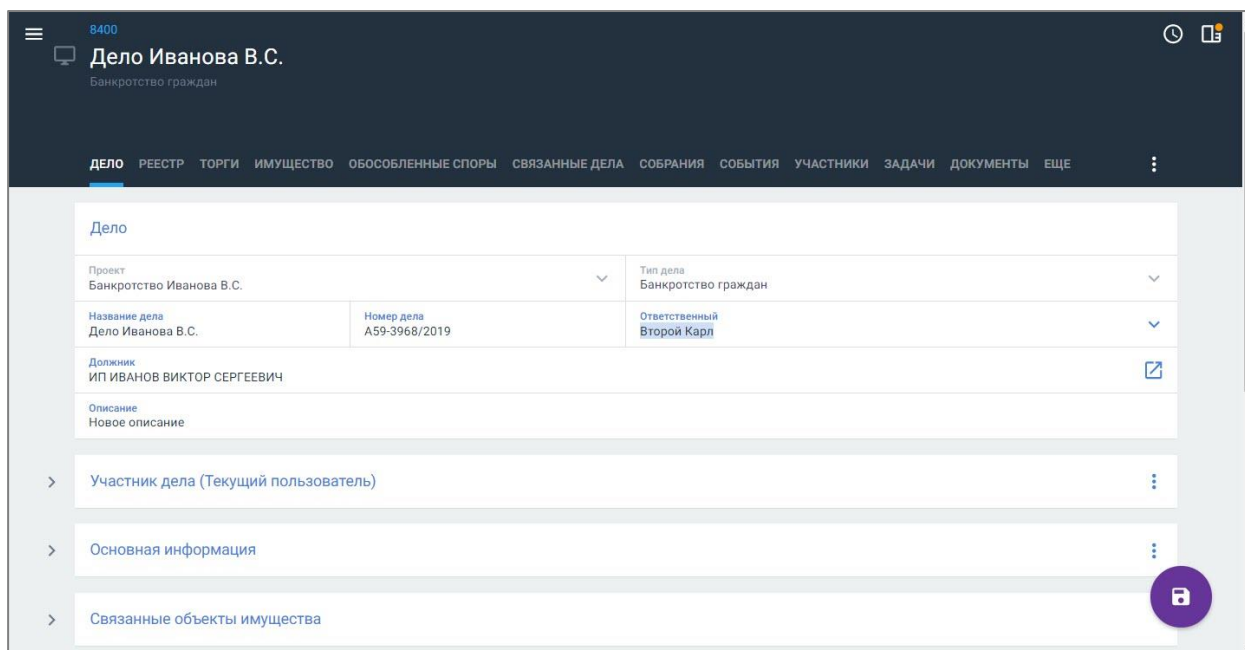 8400
Дело Иванова В.С.
Банкротство граждан
ДЕЛО РЕЕСТР ТОРГИ ИМУЩЕСТВО ОБОСОБЛЕННЫЕ СПОРЫ СВЯЗАННЫЕ ДЕЛА СОБРАНИЯ СОБЫТИЯ УЧАСТНИКИ ЗАДАЧИ ДОКУМЕНТЫ ЕЩЕ
Дело
Проект Тип дела
Банкротство Иванова В.С. Банкротство граждан
Название дела Номер дела Ответственный
Дело Иванова В.С. А59-3968/2019 Второй Карл
Должник
ИП ИВАНОВ ВИКТОР СЕРГЕЕВИЧ
Описание
Новое описание
Участник дела (Текущий пользователь)
Основная информация
Связанные объекты имущества